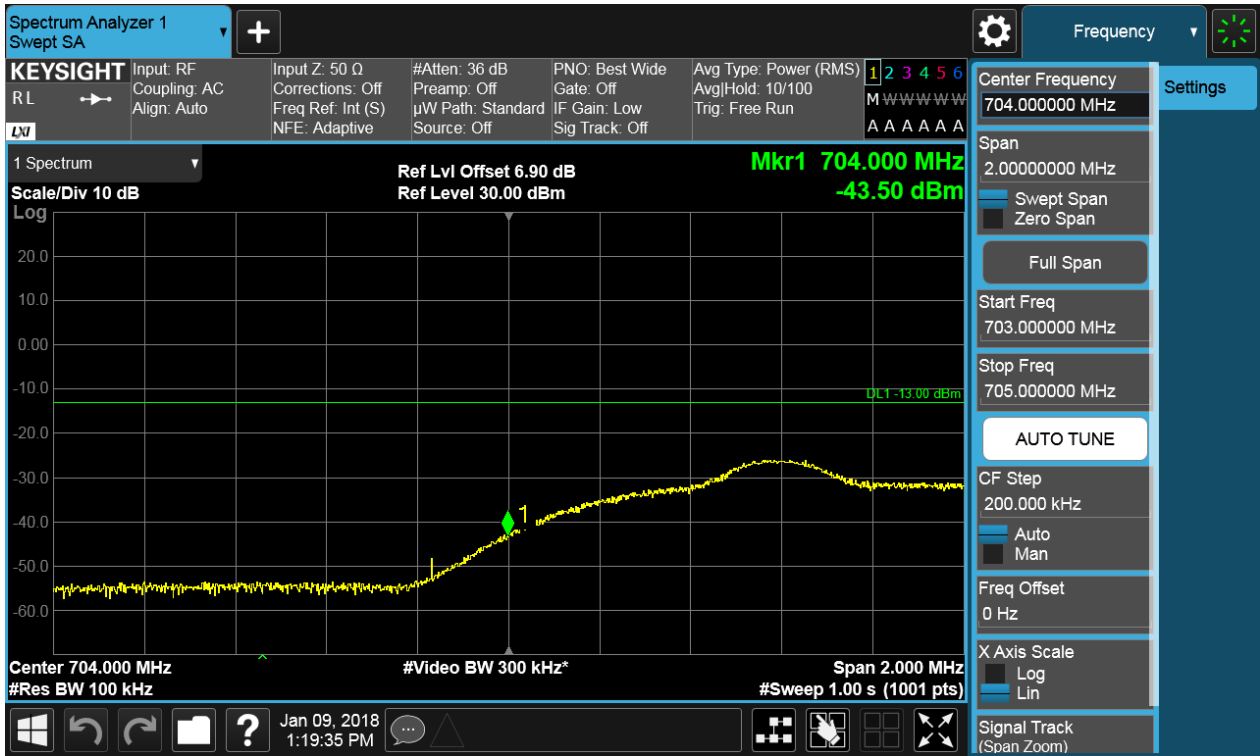 Spectrum Analyzer 1
Swept SA
+
Frequency
KEYSIGHT
RL
LXI
Input: RF
Coupling: AC
Align: Auto
Input Z: 50 Ω
Corrections: Off
Freq Ref: Int (S)
NFE: Adaptive
#Atten: 36 dB
Preamp: Off
µW Path: Standard
Source: Off
PNO: Best Wide
Gate: Off
IF Gain: Low
Sig Track: Off
Avg Type: Power (RMS)
Avg|Hold: 10/100
Trig: Free Run
1 2 3 4 5 6
M W W W W W
A A A A A A
1 Spectrum
Scale/Div 10 dB
Log
Ref Lvl Offset 6.90 dB
Ref Level 30.00 dBm
Mkr1 704.000 MHz
-43.50 dBm
20.0
10.0
0.00
-10.0
-20.0
-30.0
-40.0
-50.0
-60.0
DL1 -13.00 dBm
1
Center 704.000 MHz
#Res BW 100 kHz
#Video BW 300 kHz*
Span 2.000 MHz
#Sweep 1.00 s (1001 pts)
Center Frequency
704.000000 MHz
Span
2.00000000 MHz
Swept Span
Zero Span
Full Span
Start Freq
703.000000 MHz
Stop Freq
705.000000 MHz
AUTO TUNE
CF Step
200.000 kHz
Auto
Man
Freq Offset
0 Hz
X Axis Scale
Log
Lin
Signal Track
(Span Zoom)
Settings
?
Jan 09, 2018
1:19:35 PM